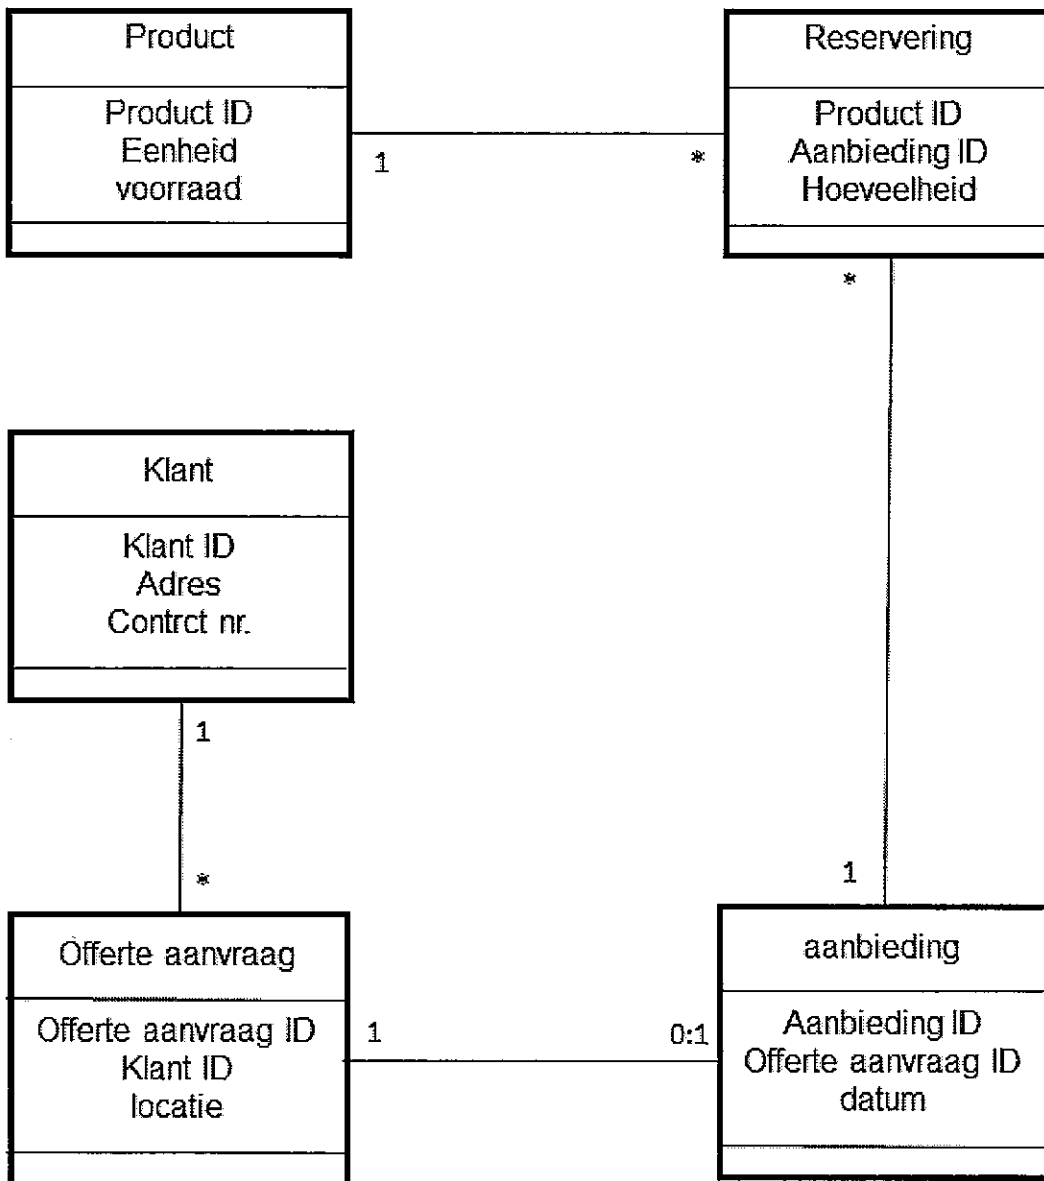 Product
Product ID
Eenheid
voorraad
1
*
Reservering
Product ID
Aanbieding ID
Hoeveelheid
*
Klant
Klant ID
Adres
Contrct nr.
1
*
1
Offerte aanvraag
Offerte aanvraag ID
Klant ID
locatie
1
0:1
aanbieding
Aanbieding ID
Offerte aanvraag ID
datum